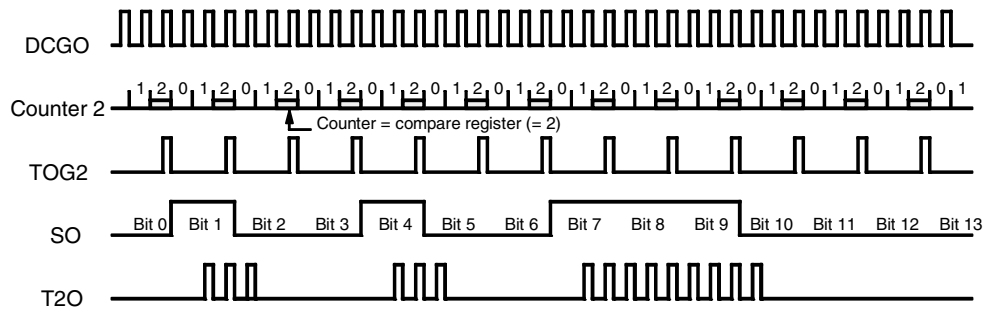 DCGO
1 2 0 1 2 0 1 2 0 1 2 0 1 2 0 1 2 0 1 2 0 1 2 0 1 2 0 1 2 0 1 2 0 1 2 0 1 2 0 1
Counter 2
Counter = compare register (= 2)
TOG2
Bit 0 Bit 1 Bit 2 Bit 3 Bit 4 Bit 5 Bit 6 Bit 7 Bit 8 Bit 9 Bit 10 Bit 11 Bit 12 Bit 13
SO
T2O